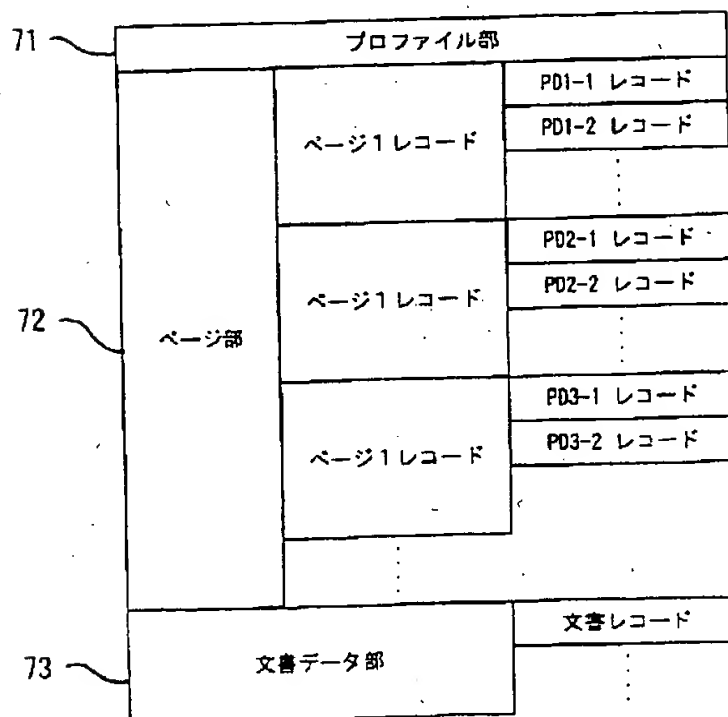 71
プロファイル部
PD1-1 レコード
ページ1レコード
PD1-2 レコード
PD2-1 レコード
ページ1レコード
PD2-2 レコード
72
ページ部
PD3-1 レコード
ページ1レコード
PD3-2 レコード
文書レコード
73
文書データ部